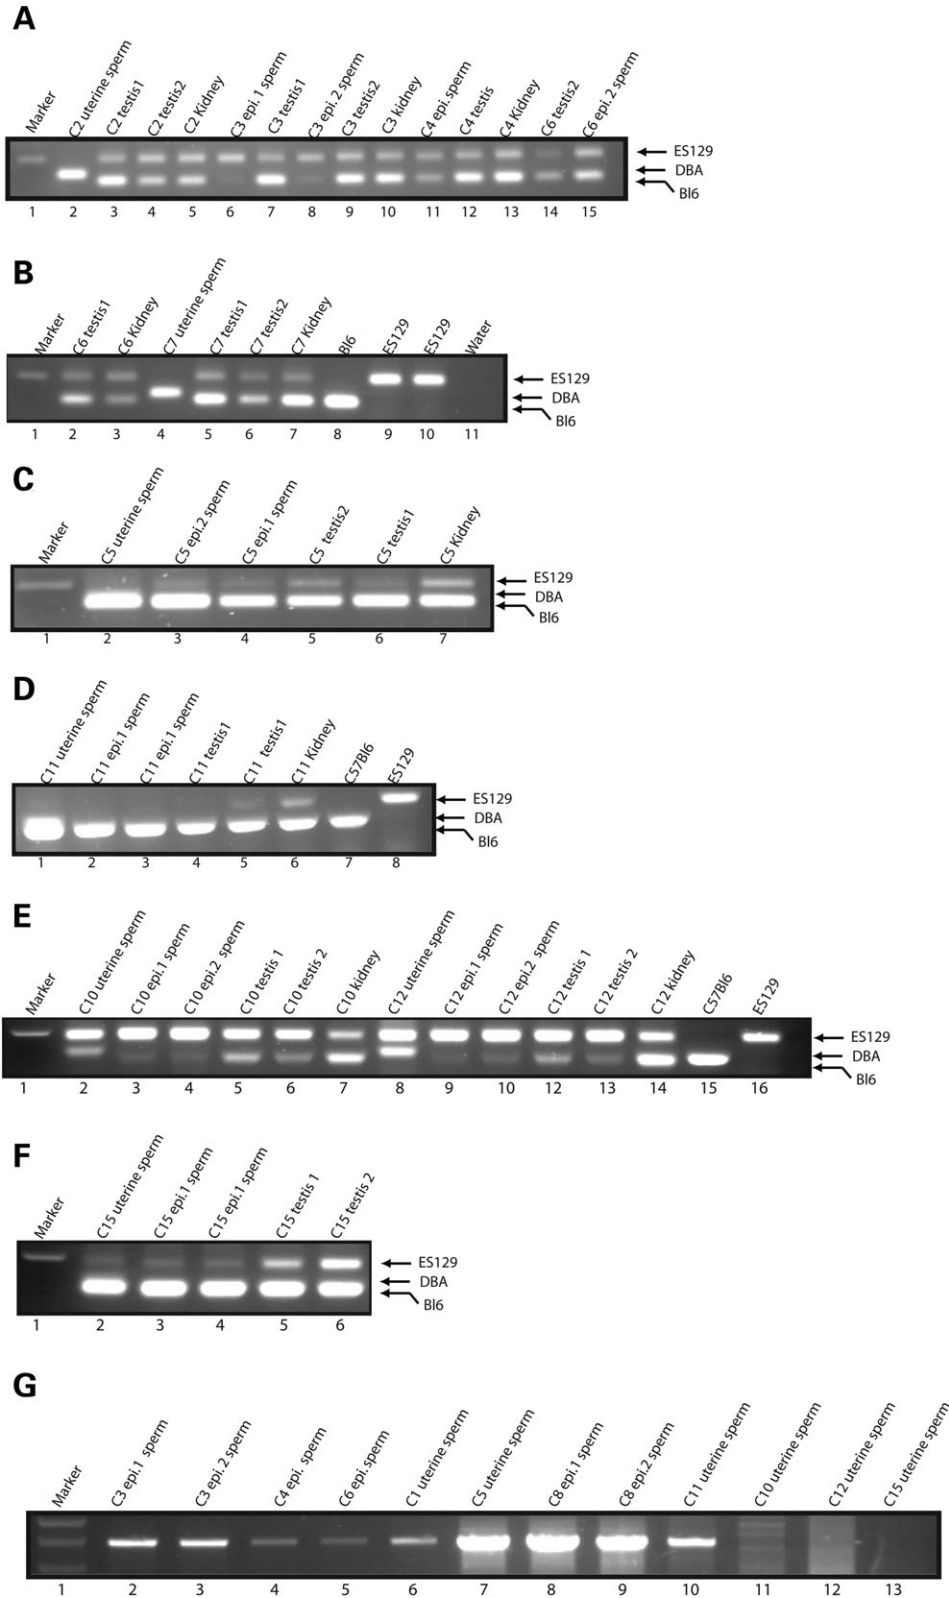 A
Marker
C2 uterine sperm
C2 testis1
C2 testis2
C2 Kidney
C3 epi.1 sperm
C3 testis1
C3 epi.2 sperm
C3 testis2
C3 kidney
C4 epi. sperm
C4 testis
C4 Kidney
C6 testis2
C6 epi.2 sperm
ES129
DBA
Bl6
1 2 3 4 5 6 7 8 9 10 11 12 13 14 15
B
Marker
C6 testis1
C6 Kidney
C7 uterine sperm
C7 testis1
C7 testis2
C7 Kidney
Bl6
ES129
ES129
Water
ES129
DBA
Bl6
1 2 3 4 5 6 7 8 9 10 11
C
Marker
C5 uterine sperm
C5 epi.2 sperm
C5 epi.1 sperm
C5 testis2
C5 testis1
C5 Kidney
ES129
DBA
Bl6
1 2 3 4 5 6 7
D
C11 uterine sperm
C11 epi.1 sperm
C11 epi.1 sperm
C11 testis1
C11 testis1
C11 Kidney
C57Bl6
ES129
ES129
DBA
Bl6
1 2 3 4 5 6 7 8
E
Marker
C10 uterine sperm
C10 epi.1 sperm
C10 epi.2 sperm
C10 testis 1
C10 testis 2
C10 kidney
C12 uterine sperm
C12 epi.1 sperm
C12 epi.2 sperm
C12 testis 1
C12 testis 2
C12 kidney
C57Bl6
ES129
ES129
DBA
Bl6
1 2 3 4 5 6 7 8 9 10 12 13 14 15 16
F
Marker
C15 uterine sperm
C15 epi.1 sperm
C15 epi.1 sperm
C15 testis 1
C15 testis 2
ES129
DBA
Bl6
1 2 3 4 5 6
G
Marker
C3 epi.1 sperm
C3 epi.2 sperm
C4 epi. sperm
C6 epi. sperm
C1 uterine sperm
C5 uterine sperm
C8 epi.1 sperm
C8 epi.2 sperm
C11 uterine sperm
C10 uterine sperm
C12 uterine sperm
C15 uterine sperm
1 2 3 4 5 6 7 8 9 10 11 12 13